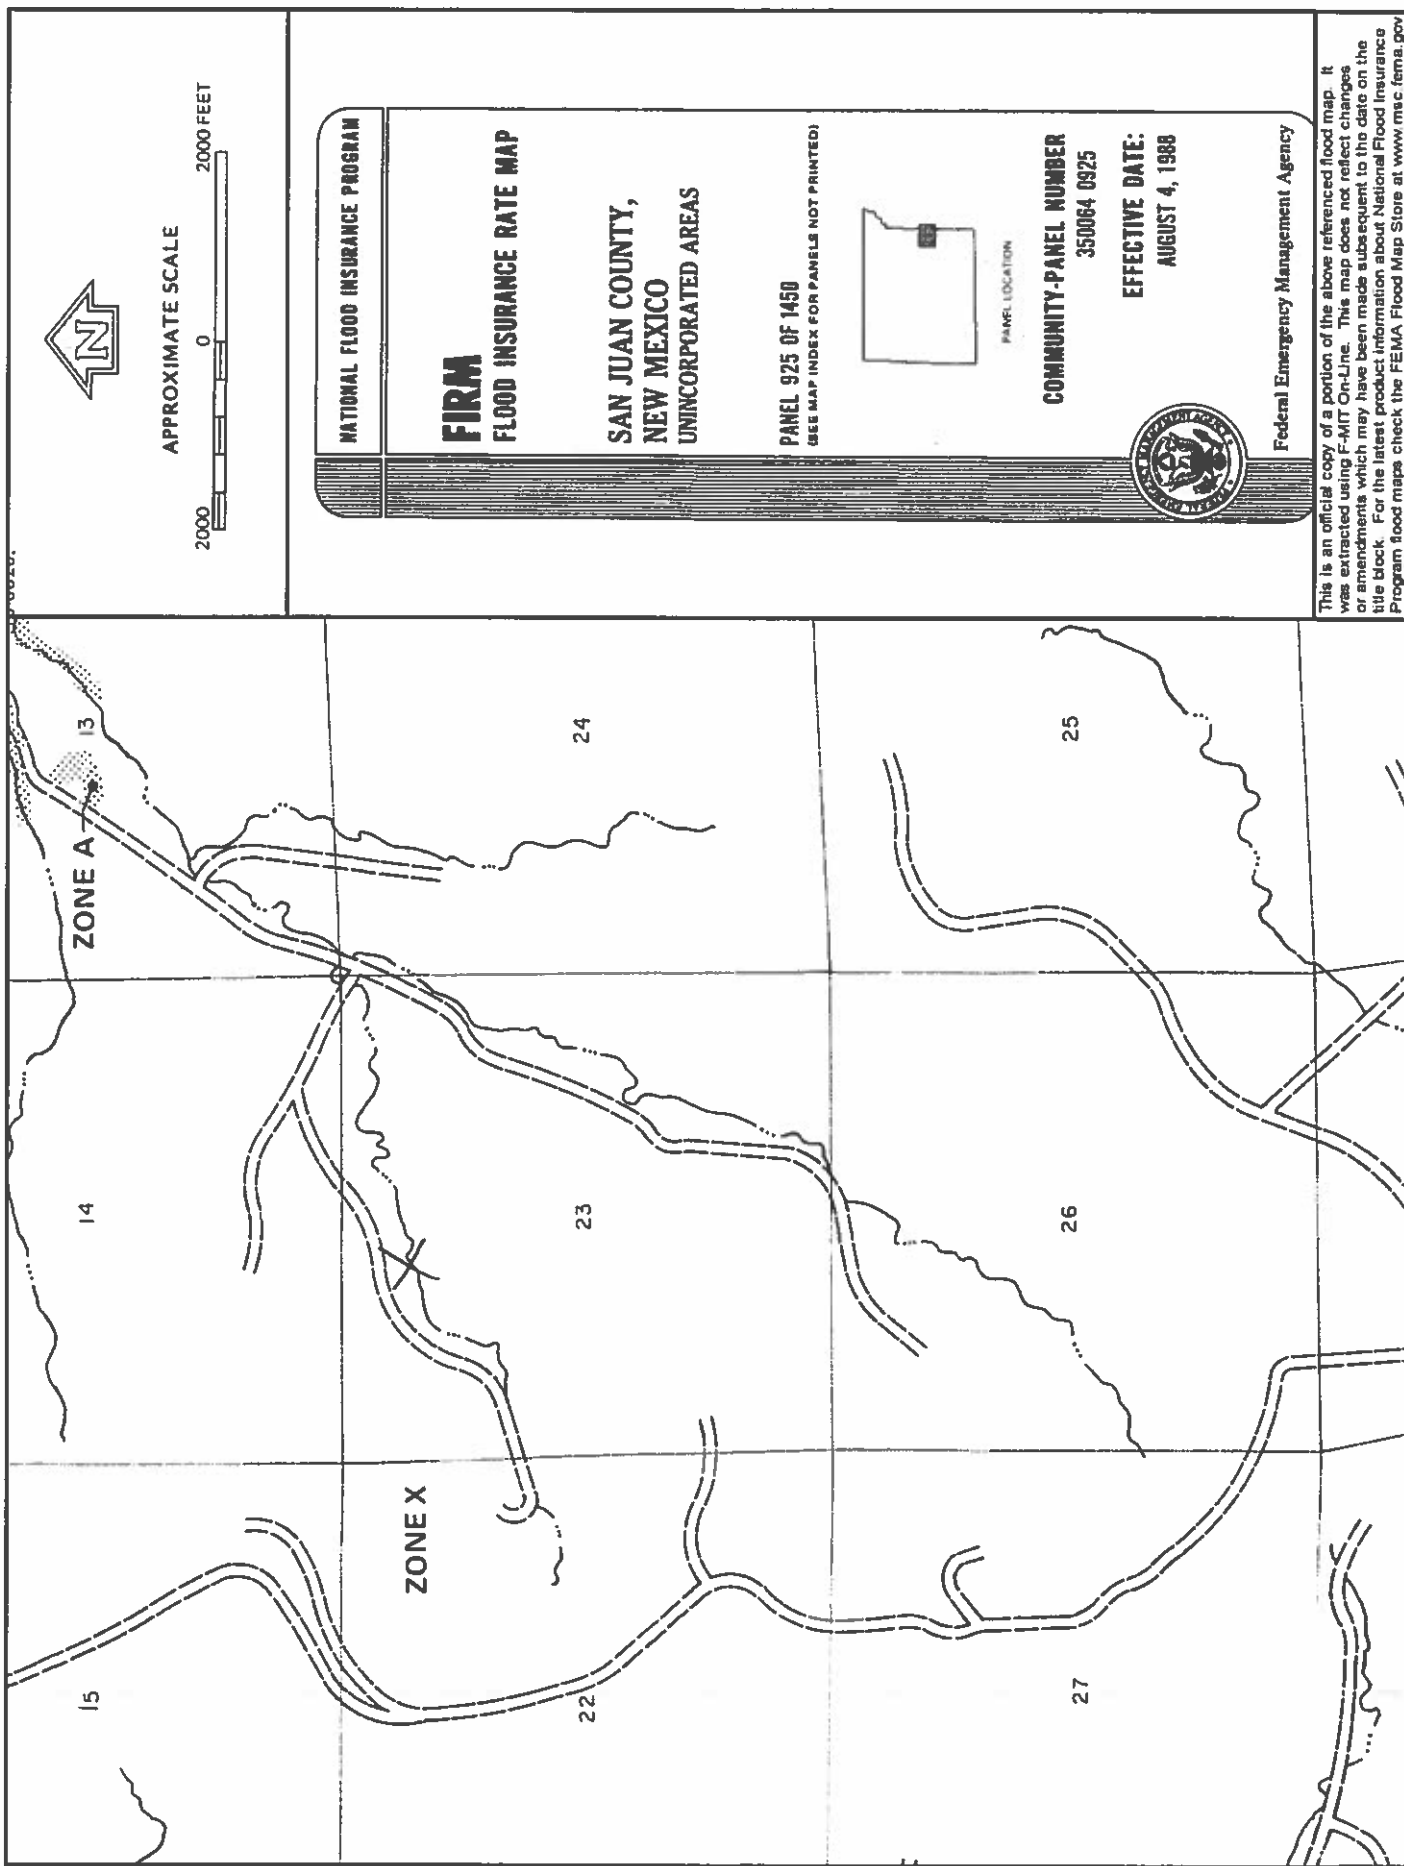 ZONE A
13
14
15
24
23
ZONE X
22
25
26
27
N
APPROXIMATE SCALE
2000 0 2000 FEET
NATIONAL FLOOD INSURANCE PROGRAM
FIRM
FLOOD INSURANCE RATE MAP
SAN JUAN COUNTY,
NEW MEXICO
UNINCORPORATED AREAS
PANEL 925 OF 1450
(SEE MAP INDEX FOR PANELS NOT PRINTED)
PANEL LOCATION
COMMUNITY-PANEL NUMBER
350064 0925
EFFECTIVE DATE:
AUGUST 4, 1988
Federal Emergency Management Agency
This is an official copy of a portion of the above referenced flood map. It
was extracted using F-MIT On-Line. This map does not reflect changes
or amendments which may have been made subsequent to the date on the
title block. For the latest product information about National Flood Insurance
Program flood maps check the FEMA Flood Map Store at www.msc.fema.gov